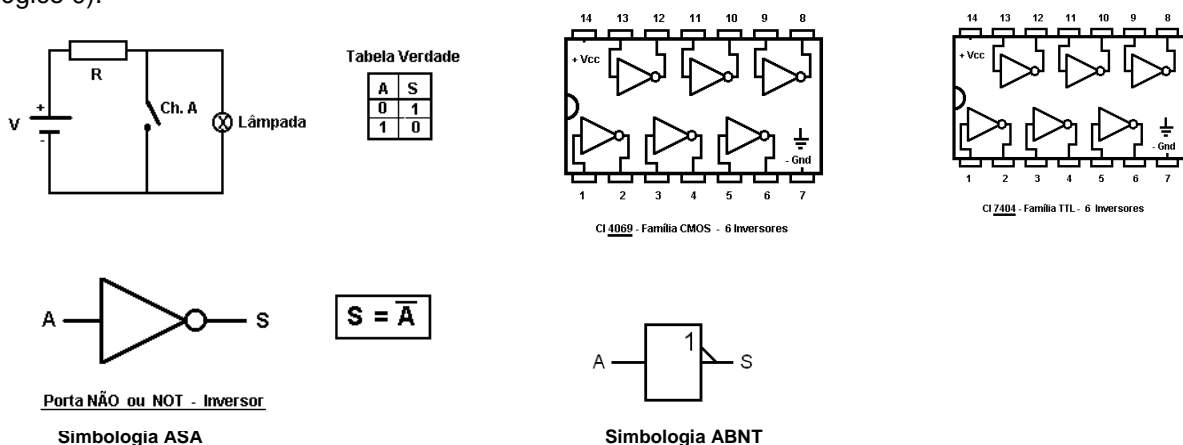 ógico 0).
14 13 12 11 10 9 8
+ Vcc
- Gnd
1 2 3 4 5 6 7
CI 4069 - Família CMOS - 6 Inversores
14 13 12 11 10 9 8
+ Vcc
- Gnd
1 2 3 4 5 6 7
CI 7404 - Família TTL - 6 Inversores
R
+
V
-
Ch. A
Lâmpada
Tabela Verdade
A S
0 1
1 0
A S
S = A̅
Porta NÃO ou NOT - Inversor
Simbologia ASA
1
A S
Simbologia ABNT